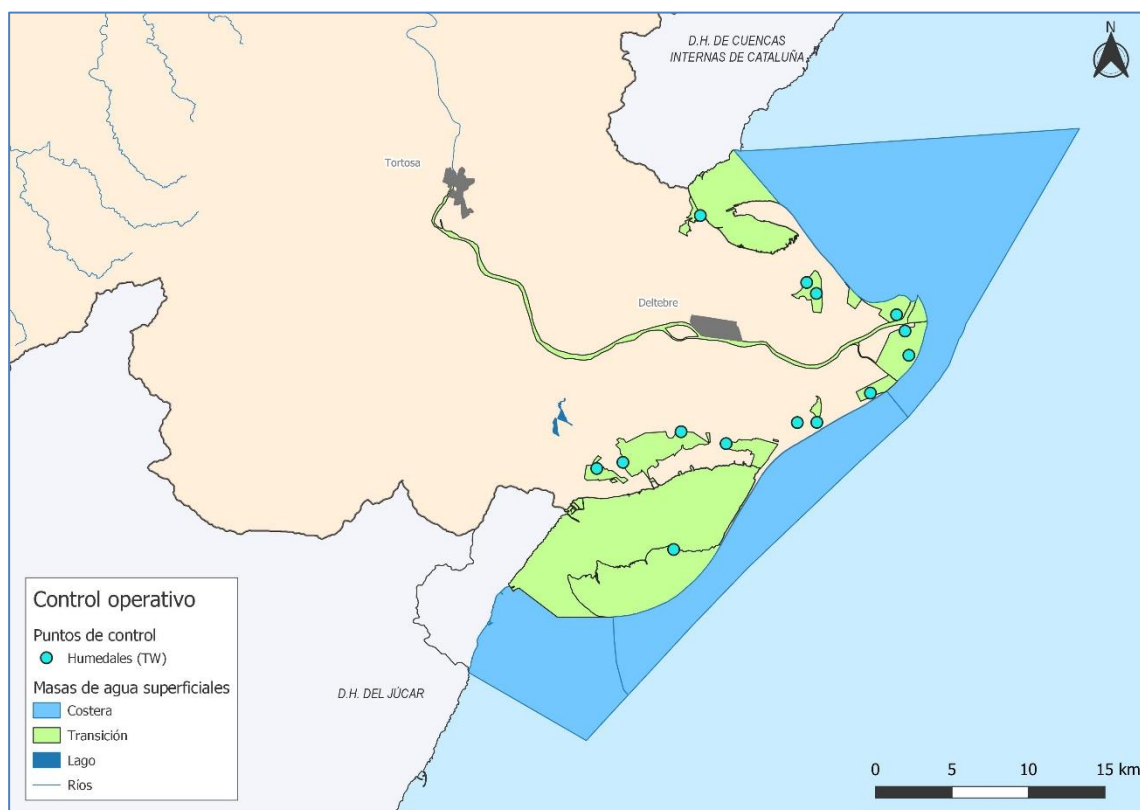 D.H. DE CUENCAS
INTERNAS DE CATALUÑA
N
Tortosa
Deltebre
D.H. DEL JÚCAR
Control operativo
Puntos de control
Humedales (TW)
Masas de agua superficiales
Costera
Transición
Lago
Ríos
0 5 10 15 km